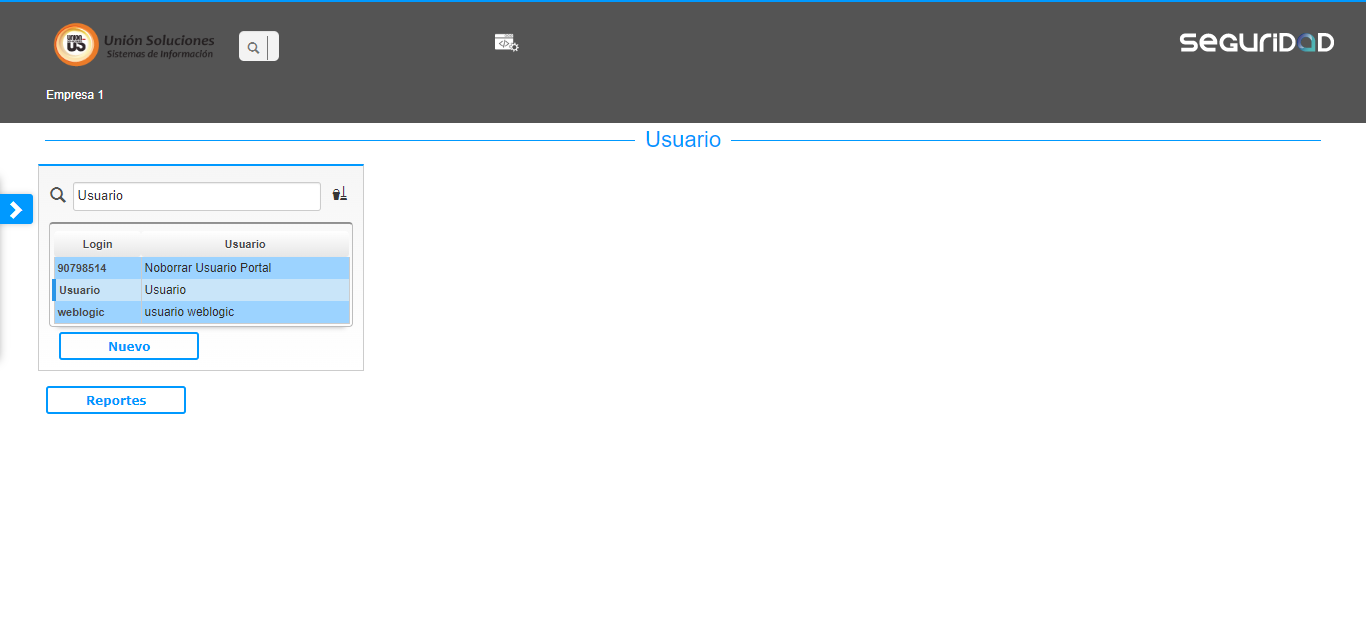 UNION
US
Unión Soluciones
Sistemas de Información
SEGURIDAD
Empresa 1
Usuario
Usuario
Login Usuario
90798514 Noborrar Usuario Portal
Usuario Usuario
weblogic usuario weblogic
Nuevo
Reportes